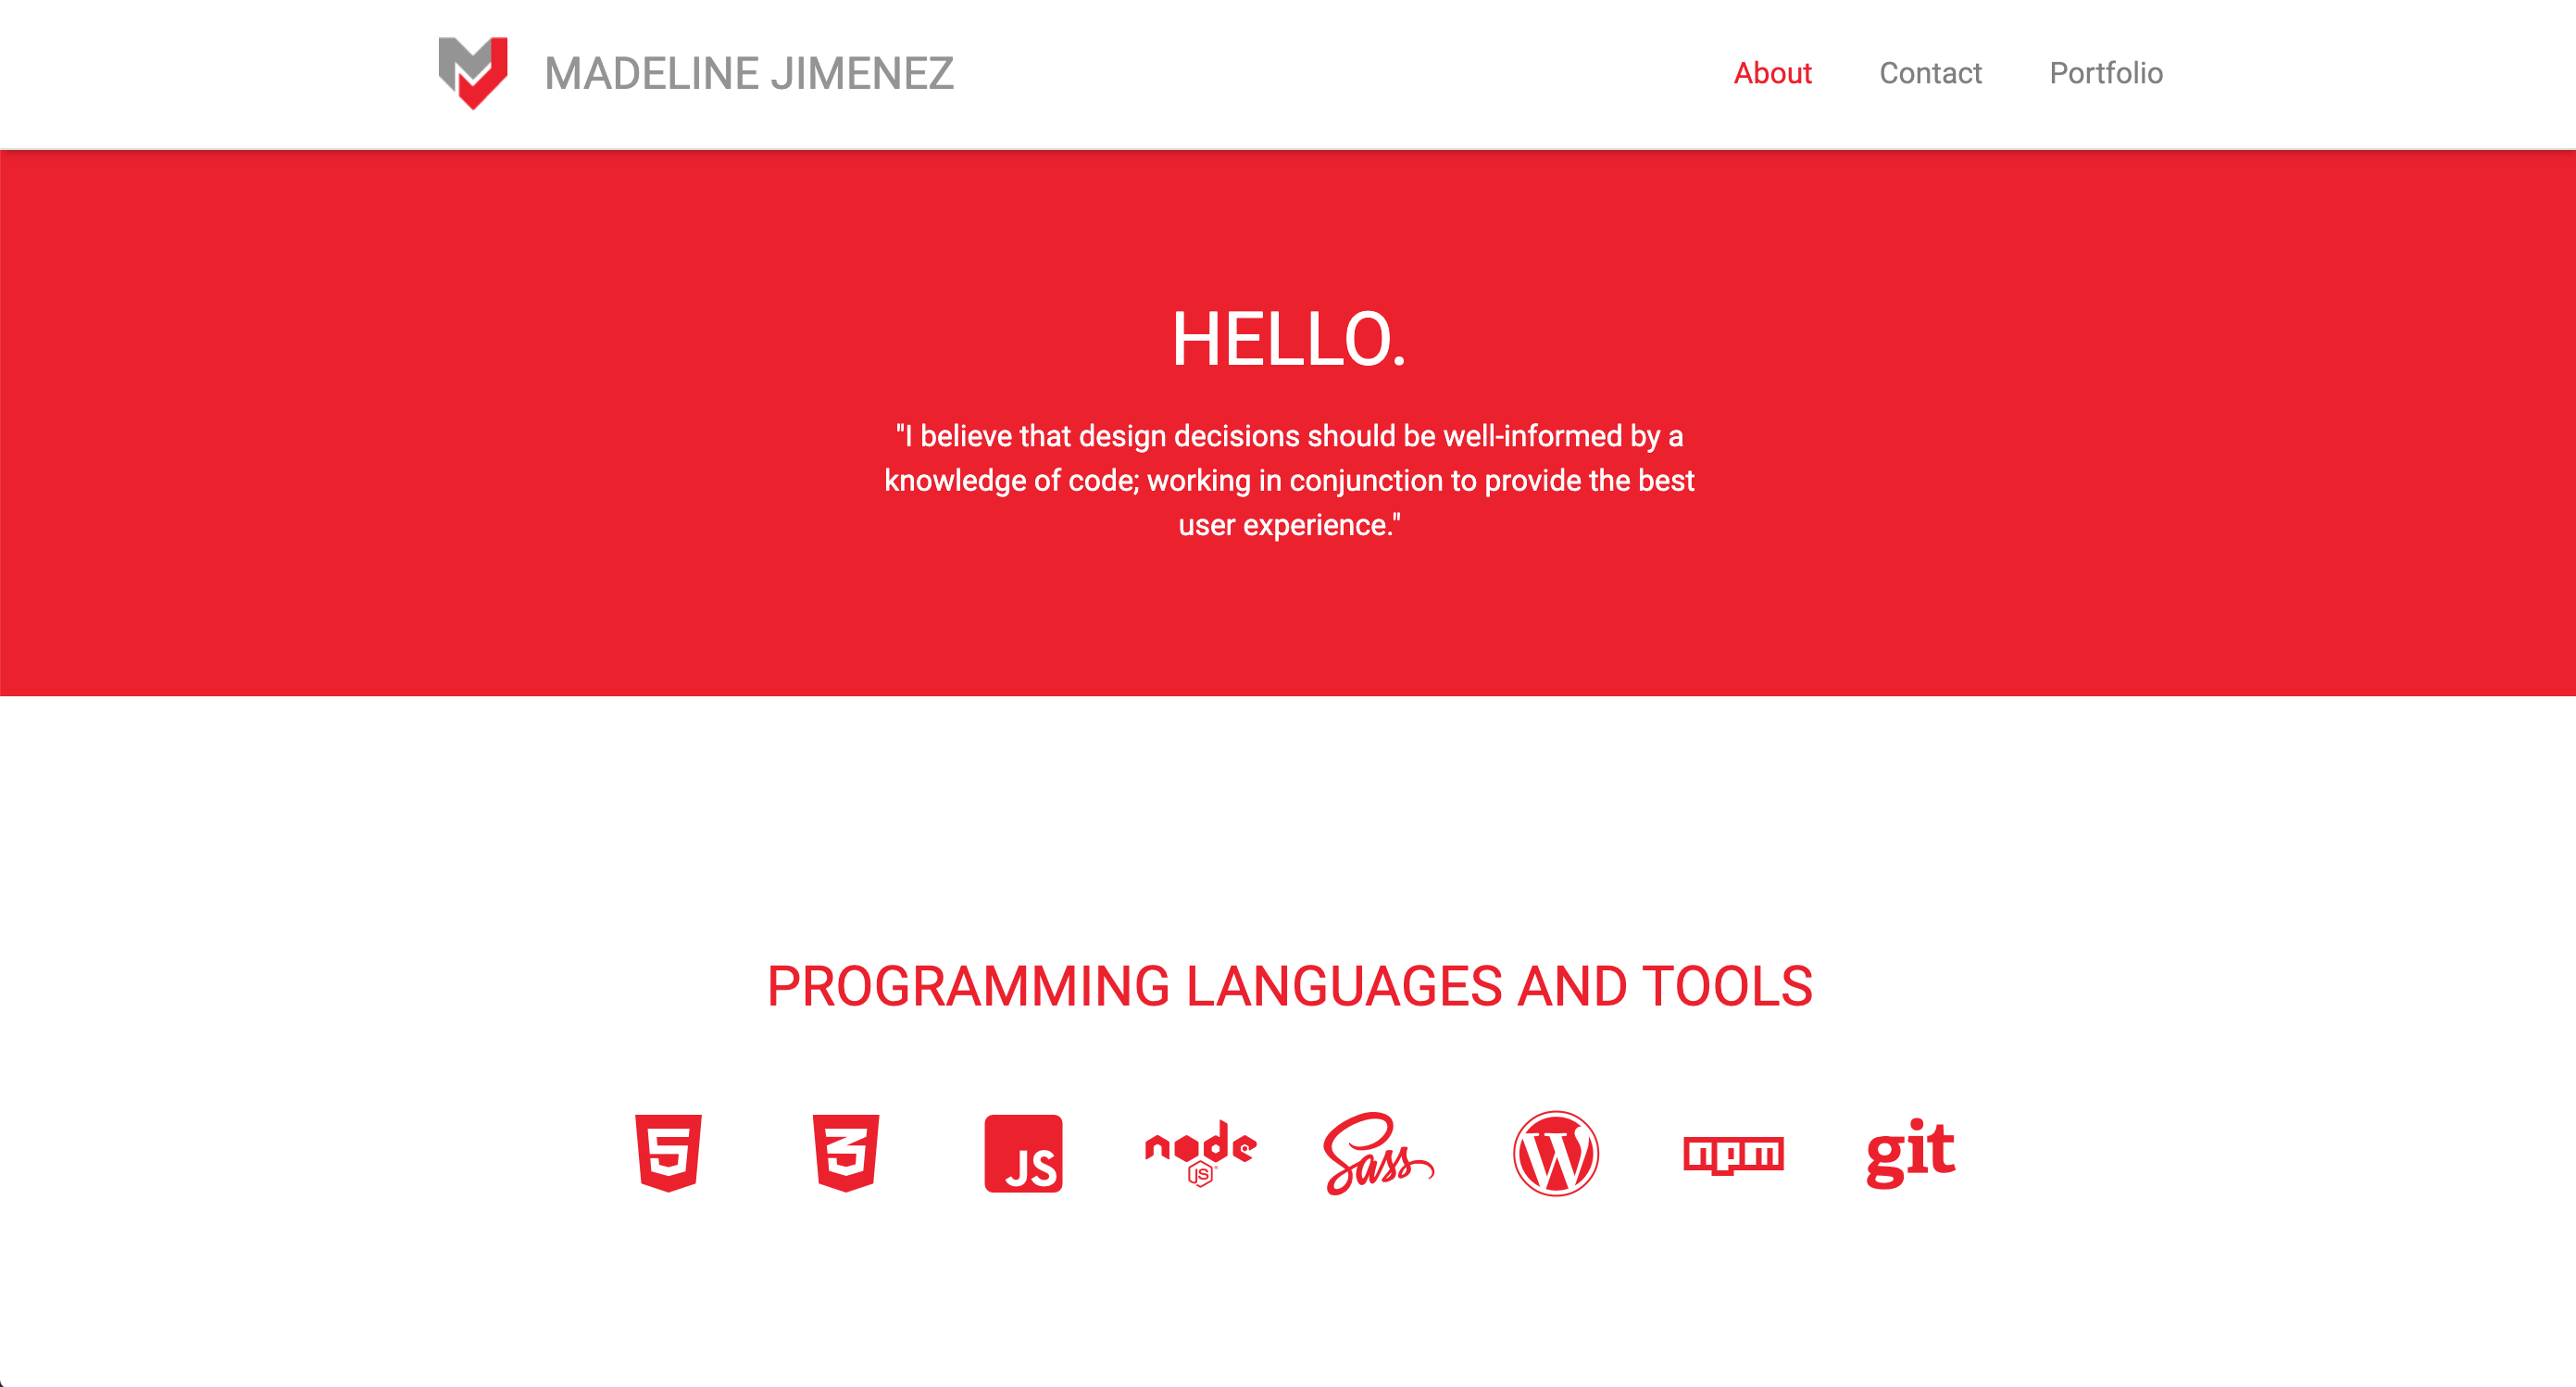 MADELINE JIMENEZ
About Contact Portfolio
HELLO.
"I believe that design decisions should be well-informed by a
knowledge of code; working in conjunction to provide the best
user experience."
PROGRAMMING LANGUAGES AND TOOLS
5 3 JS node JS Sass W npm git